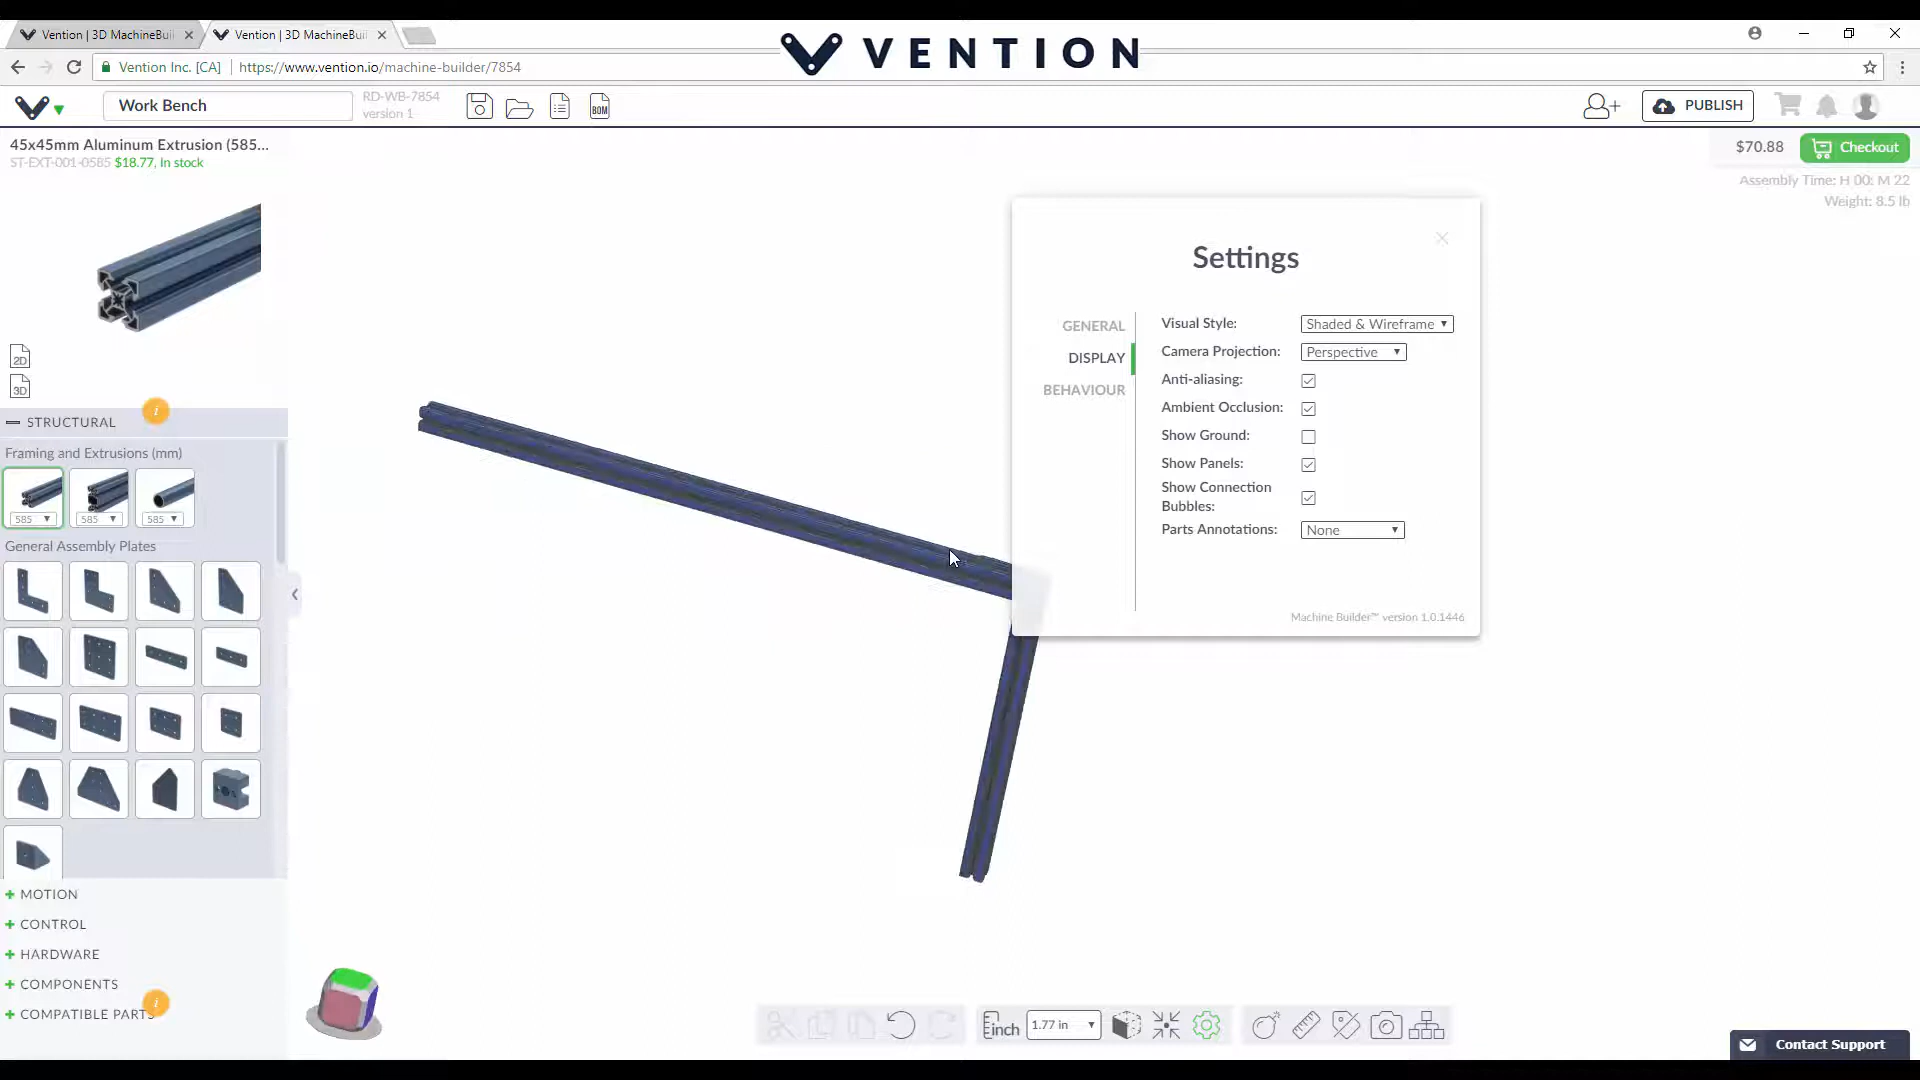 Vention | 3D MachineBui
Vention | 3D MachineBui
VENTION
Vention Inc. [CA]
https://www.vention.io/machine-builder/7854
Work Bench
RD-WB-7854
version 1
BOM
PUBLISH
45x45mm Aluminum Extrusion (585...
ST-EXT-001-0585 $18.77, In stock
$70.88
Checkout
Assembly Time: H 00: M 22
Weight: 8.5 lb
2D
3D
Settings
GENERAL
DISPLAY
BEHAVIOUR
Visual Style:
Shaded & Wireframe
Camera Projection:
Perspective
Anti-aliasing:
Ambient Occlusion:
Show Ground:
Show Panels:
Show Connection
Bubbles:
Parts Annotations:
None
Machine Builder™ version 1.0.1446
STRUCTURAL
i
Framing and Extrusions (mm)
585
585
585
General Assembly Plates
MOTION
CONTROL
HARDWARE
COMPONENTS
COMPATIBLE PARTS
i
inch
1.77 in
Contact Support